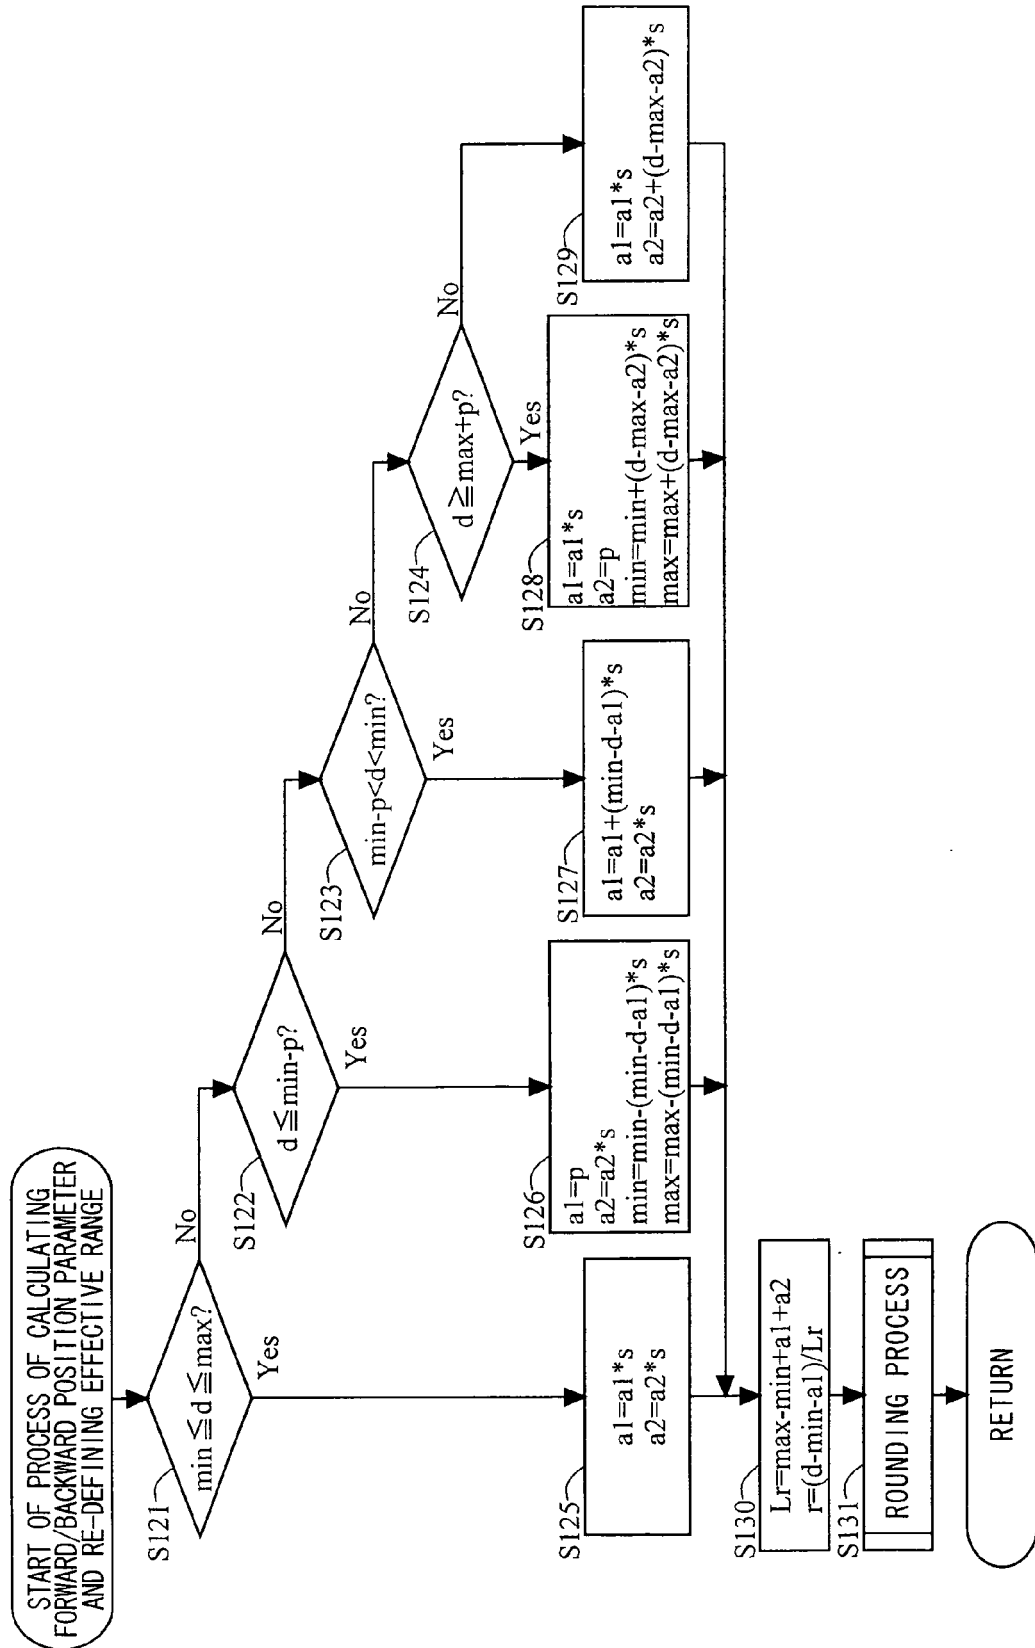 START OF PROCESS OF CALCULATING
FORWARD/BACKWARD POSITION PARAMETER
AND RE-DEFINING EFFECTIVE RANGE
S121
min≦d≦max?
No
Yes
S122
d≦min-p?
No
Yes
S123
min-p<d<min?
No
Yes
S124
d≧max+p?
No
Yes
S125
a1=a1*s
a2=a2*s
S126
a1=p
a2=a2*s
min=min-(min-d-a1)*s
max=max-(min-d-a1)*s
S127
a1=a1+(min-d-a1)*s
a2=a2*s
S128
a1=a1*s
a2=p
min=min+(d-max-a2)*s
max=max+(d-max-a2)*s
S129
a1=a1*s
a2=a2+(d-max-a2)*s
S130
Lr=max-min+a1+a2
r=(d-min-a1)/Lr
S131
ROUNDING PROCESS
RETURN